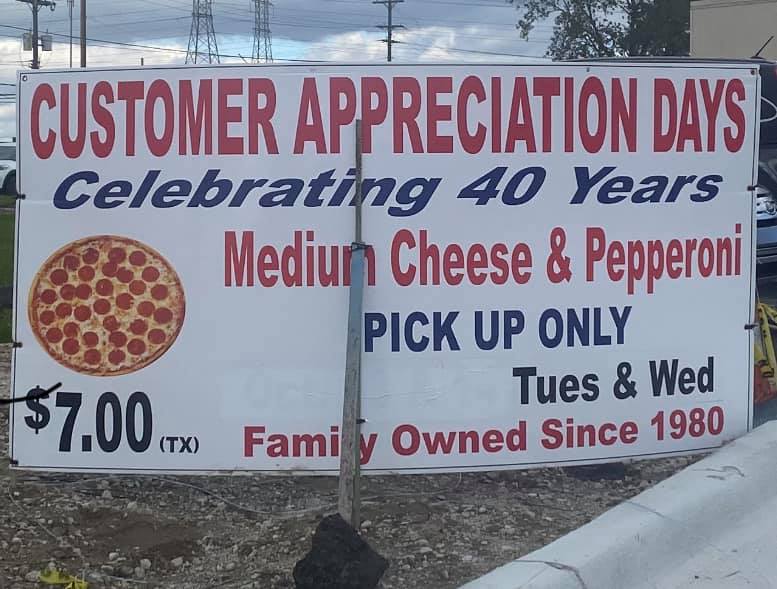 CUSTOMER APPRECIATION DAYS
Celebrating 40 Years
Medium Cheese & Pepperoni
PICK UP ONLY
Tues & Wed
$7.00 (TX)
Family Owned Since 1980